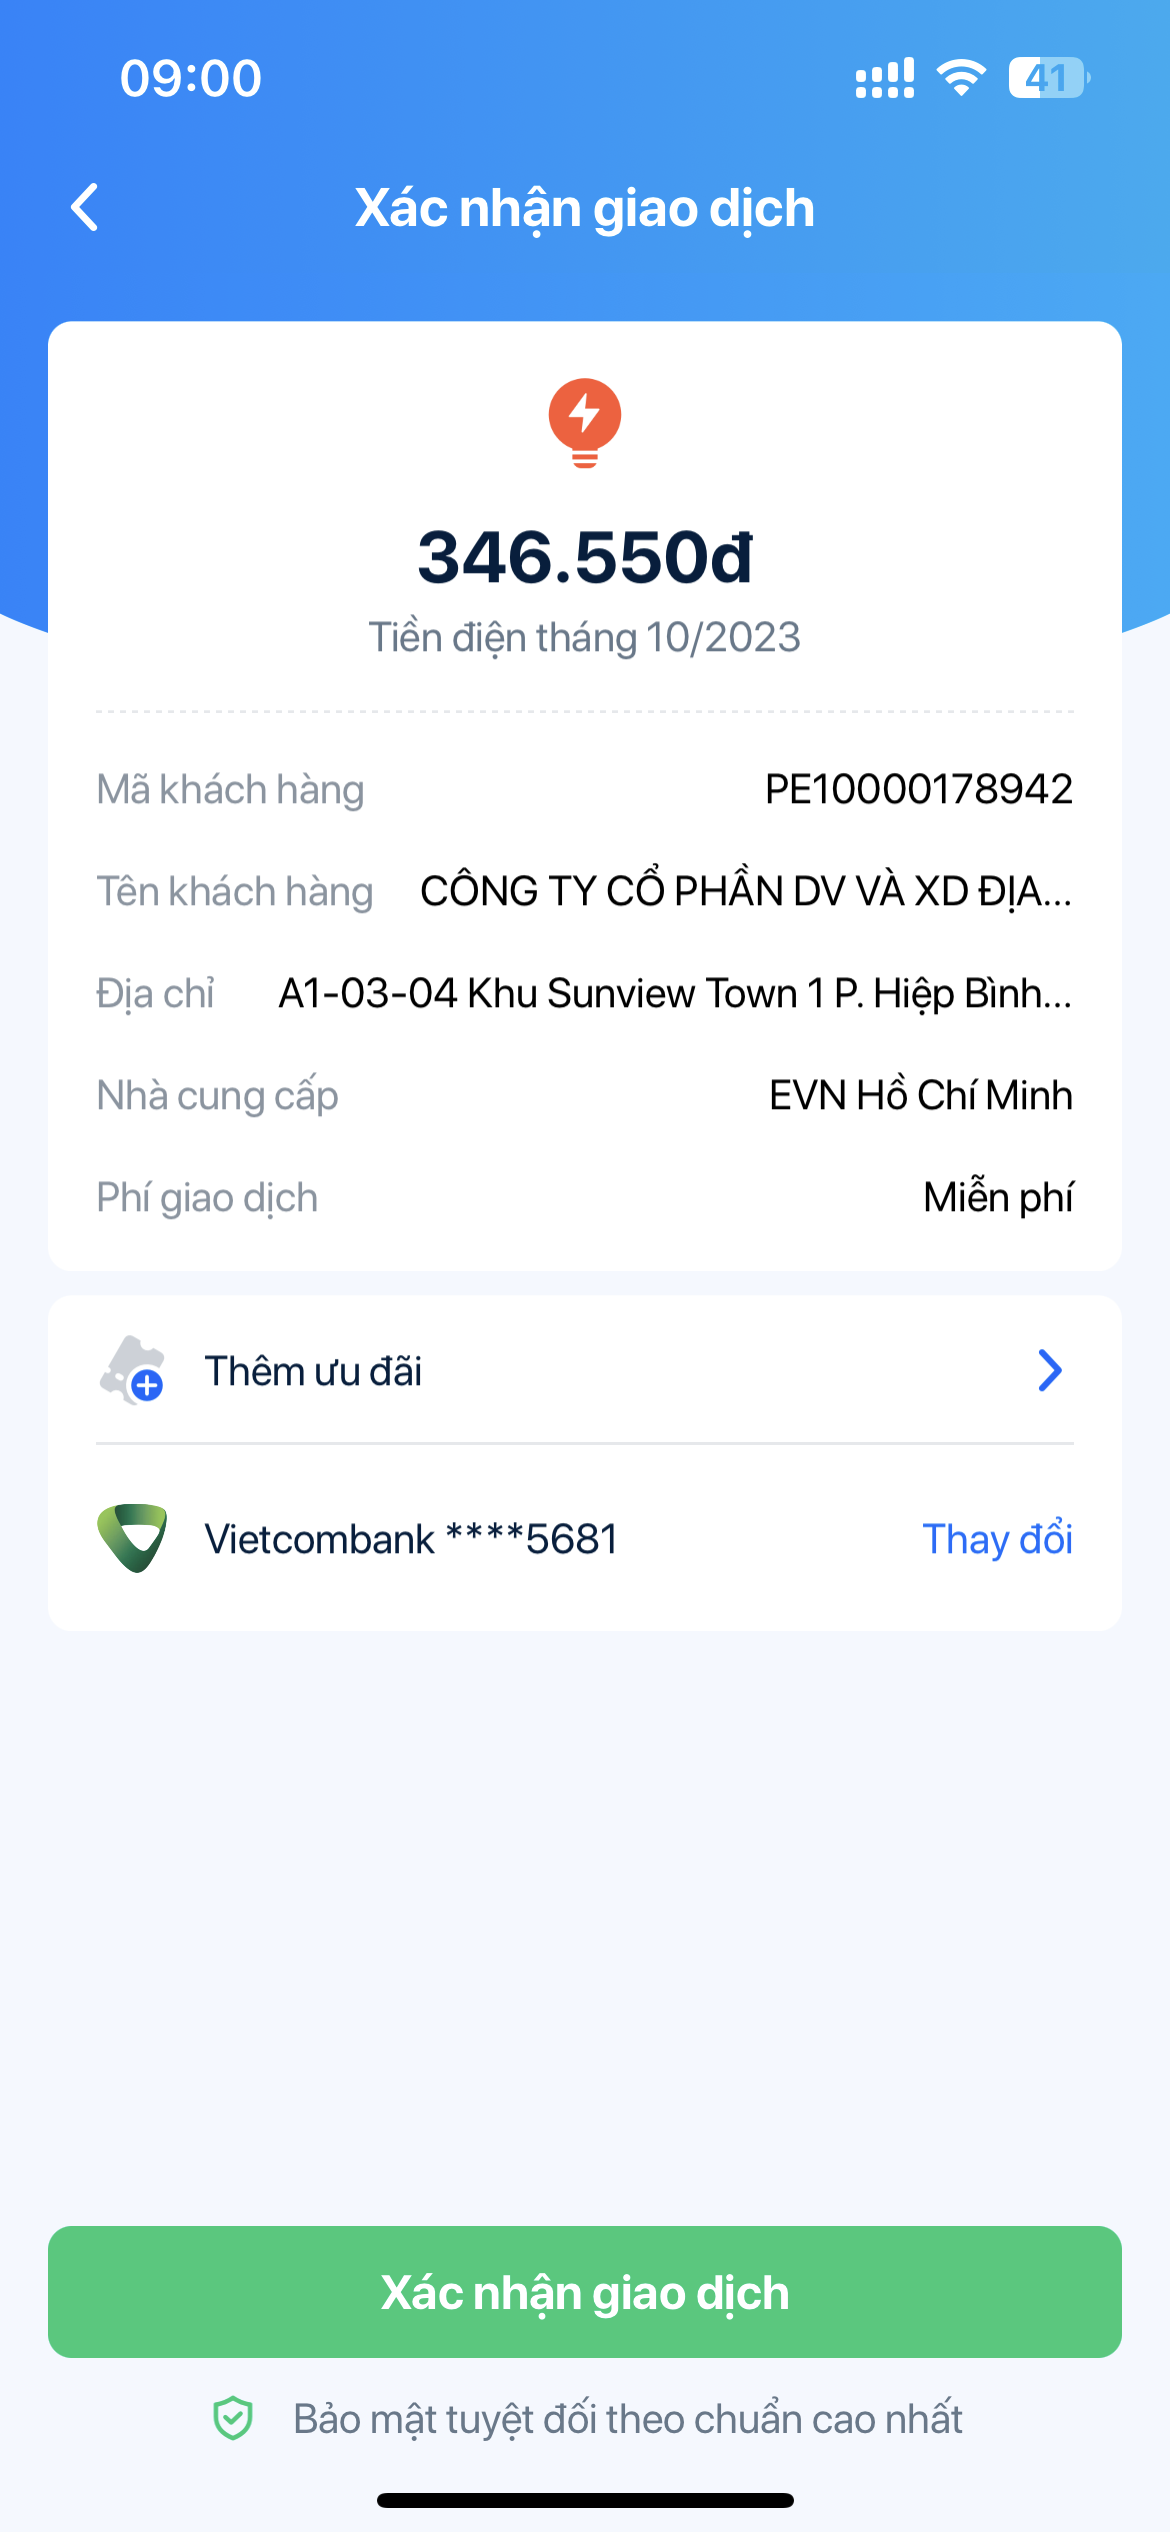 09:00
41
Xác nhận giao dịch
346.550đ
Tiền điện tháng 10/2023
Mã khách hàng PE10000178942
Tên khách hàng CÔNG TY CỔ PHẦN DV VÀ XD ĐỊA...
Địa chỉ A1-03-04 Khu Sunview Town 1 P. Hiệp Bình...
Nhà cung cấp EVN Hồ Chí Minh
Phí giao dịch Miễn phí
Thêm ưu đãi
Vietcombank ****5681 Thay đổi
Xác nhận giao dịch
Bảo mật tuyệt đối theo chuẩn cao nhất